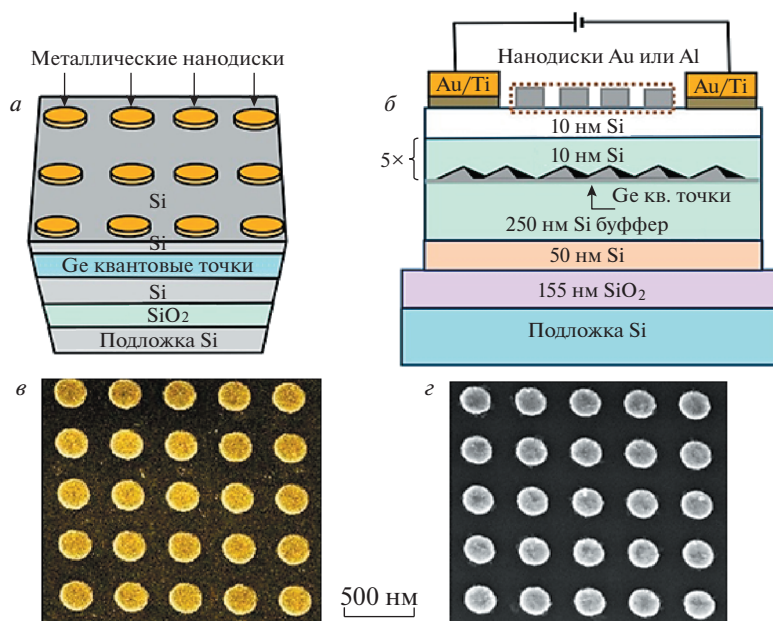 Металлические нанодиски
а
Si
Si
Ge квантовые точки
Si
SiO₂
Подложка Si
б
Нанодиски Au или Al
Au/Ti
Au/Ti
10 нм Si
5×
10 нм Si
Ge кв. точки
250 нм Si буффер
50 нм Si
155 нм SiO₂
Подложка Si
в
г
500 нм